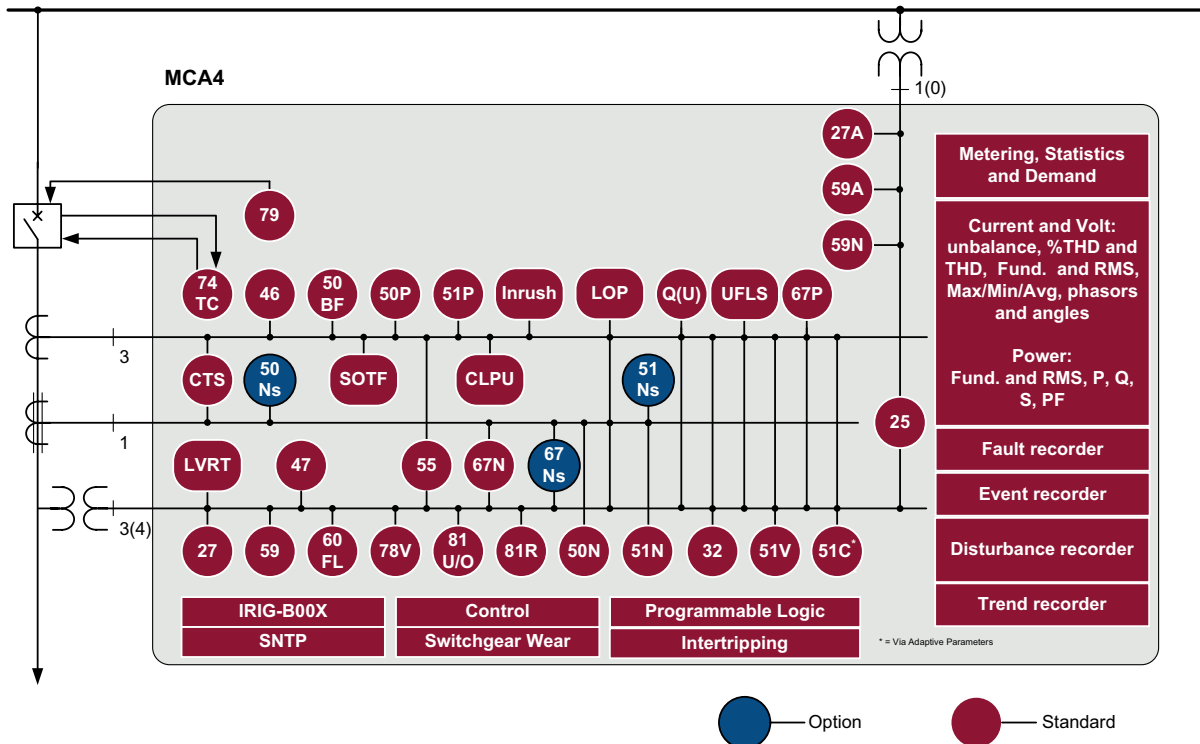 MCA4
1(0)
27A
59A
59N
79
74
TC
46
50
BF
50P
51P
Inrush
LOP
Q(U)
UFLS
67P
3
CTS
50
Ns
SOTF
CLPU
51
Ns
25
1
LVRT
47
55
67N
67
Ns
3(4)
27
59
60
FL
78V
81
U/O
81R
50N
51N
32
51V
51C*
Metering, Statistics
and Demand
Current and Volt:
unbalance, %THD and
THD, Fund. and RMS,
Max/Min/Avg, phasors
and angles
Power:
Fund. and RMS, P, Q,
S, PF
Fault recorder
Event recorder
Disturbance recorder
Trend recorder
IRIG-B00X
SNTP
Control
Switchgear Wear
Programmable Logic
Intertripping
* = Via Adaptive Parameters
Option
Standard